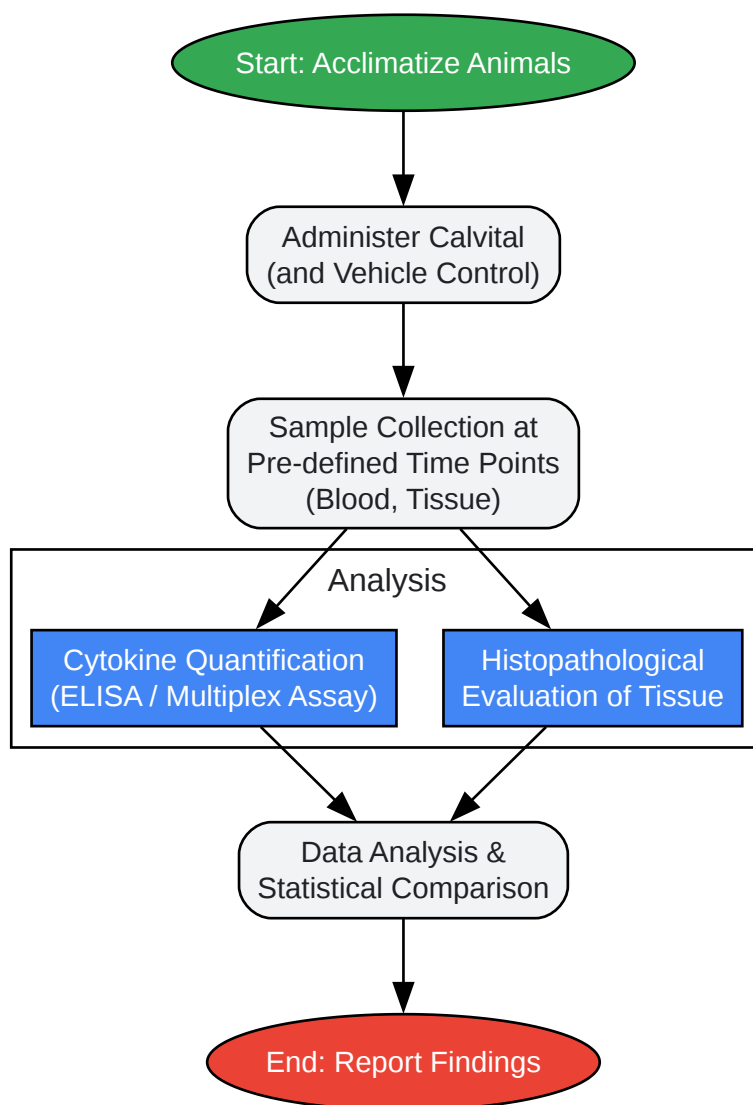 Start: Acclimatize Animals
Administer Calvital
(and Vehicle Control)
Sample Collection at
Pre-defined Time Points
(Blood, Tissue)
Analysis
Cytokine Quantification
(ELISA / Multiplex Assay)
Histopathological
Evaluation of Tissue
Data Analysis &
Statistical Comparison
End: Report Findings